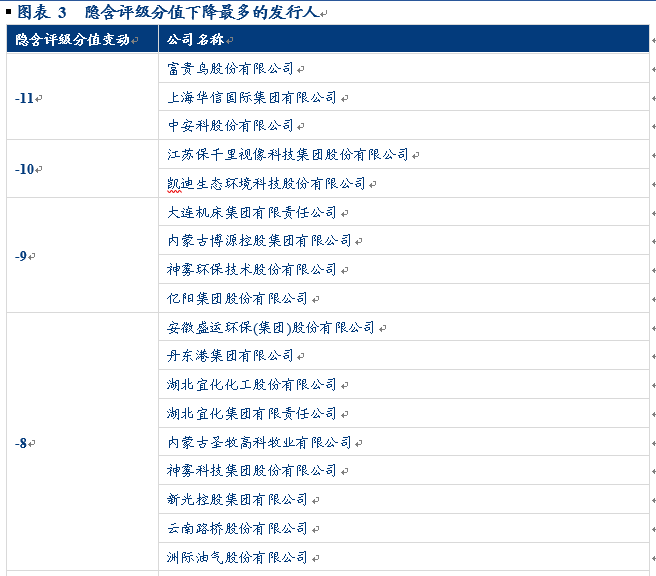 图表 3 隐含评级分值下降最多的发行人
隐含评级分值变动 公司名称
-11
富贵鸟股份有限公司
上海华信国际集团有限公司
中安科股份有限公司
-10
江苏保千里视像科技集团股份有限公司
凯迪生态环境科技股份有限公司
-9
大连机床集团有限责任公司
内蒙古博源控股集团有限公司
神雾环保技术股份有限公司
亿阳集团股份有限公司
-8
安徽盛运环保(集团)股份有限公司
丹东港集团有限公司
湖北宜化化工股份有限公司
湖北宜化集团有限责任公司
内蒙古圣牧高科牧业有限公司
神雾科技集团股份有限公司
新光控股集团有限公司
云南路桥股份有限公司
洲际油气股份有限公司